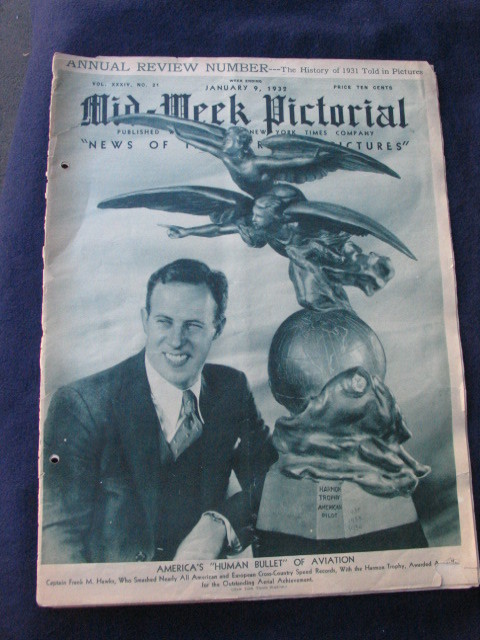 ANNUAL REVIEW NUMBER---The History of 1931 Told in Pictures
WEEK ENDING
VOL. XXXIV, NO. 21 JANUARY 9, 1932 PRICE TEN CENTS
Mid-Week Pictorial
PUBLISHED NEW YORK TIMES COMPANY
"NEWS OF PICTURES"
HARMON
TROPHY
AMERICAN
PILOT
AMERICA'S "HUMAN BULLET" OF AVIATION
Captain Frank M. Hawks, Who Smashed Nearly All American and European Cross-Country Speed Records, With the Harmon Trophy, Awarded
for the Outstanding Aerial Achievement.